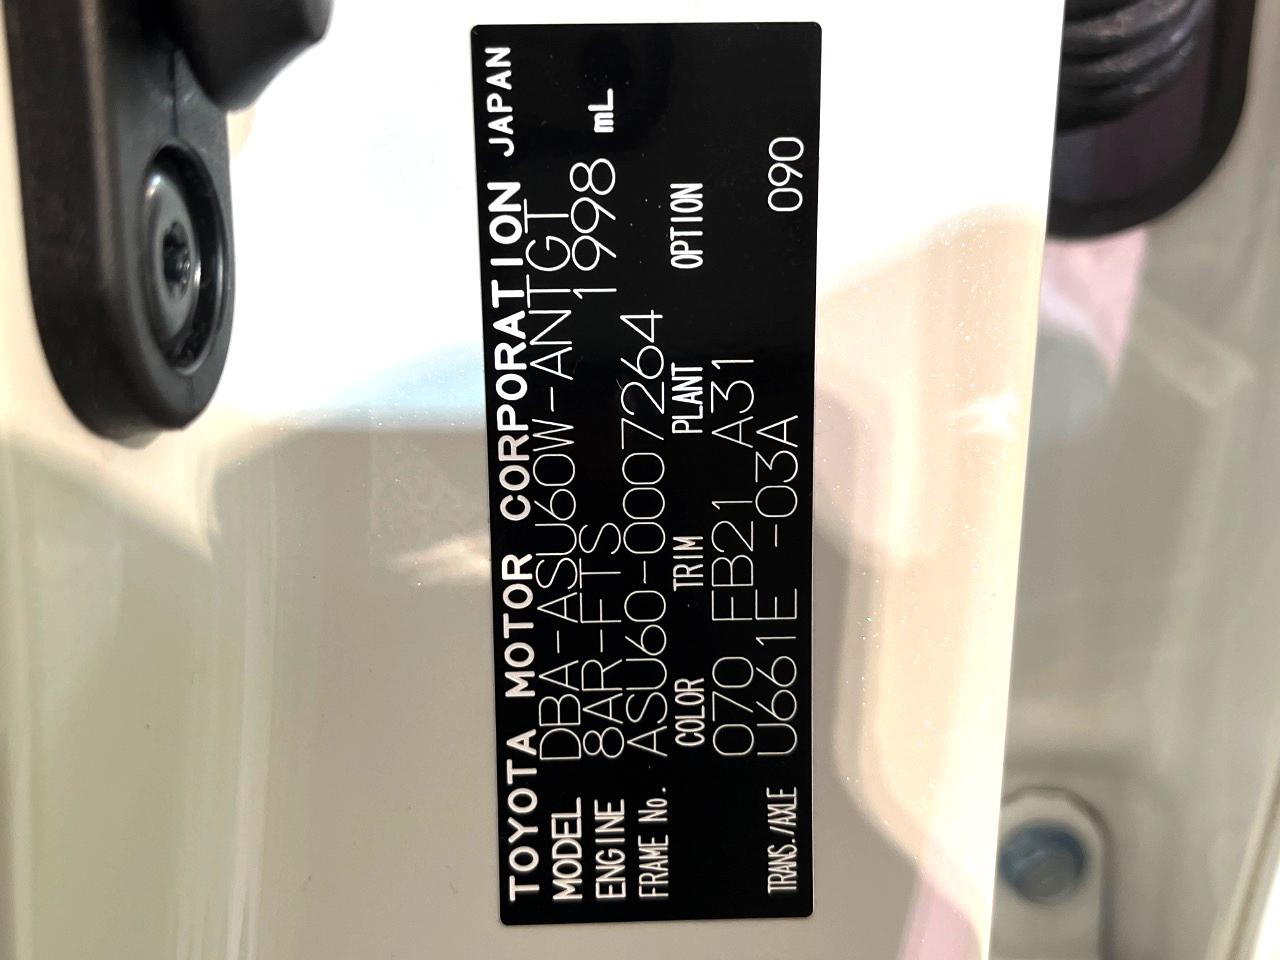 TOYOTA MOTOR CORPORATION JAPAN
MODEL DBA-ASU60W-ANTGT
ENGINE 8AR-FTS 1998 mL
FRAME No. ASU60-0007264
COLOR TRIM PLANT OPTION
070 EB21 A31
TRANS./AXLE U661E -03A 090